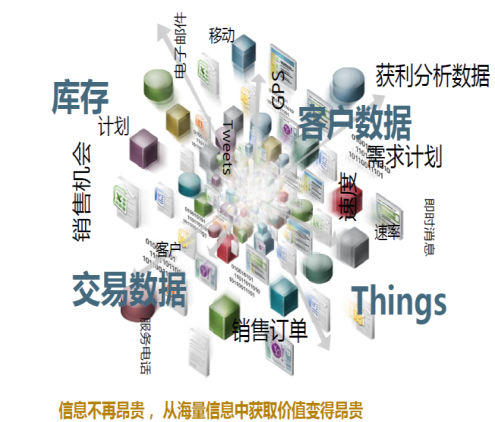 电子邮件
移动
GPS
获利分析数据
库存
计划
客户数据
Tweets
需求计划
销售机会
速度
即时消息
速率
客户
交易数据
Things
服务电话
销售订单
信息不再昂贵，从海量信息中获取价值变得昂贵